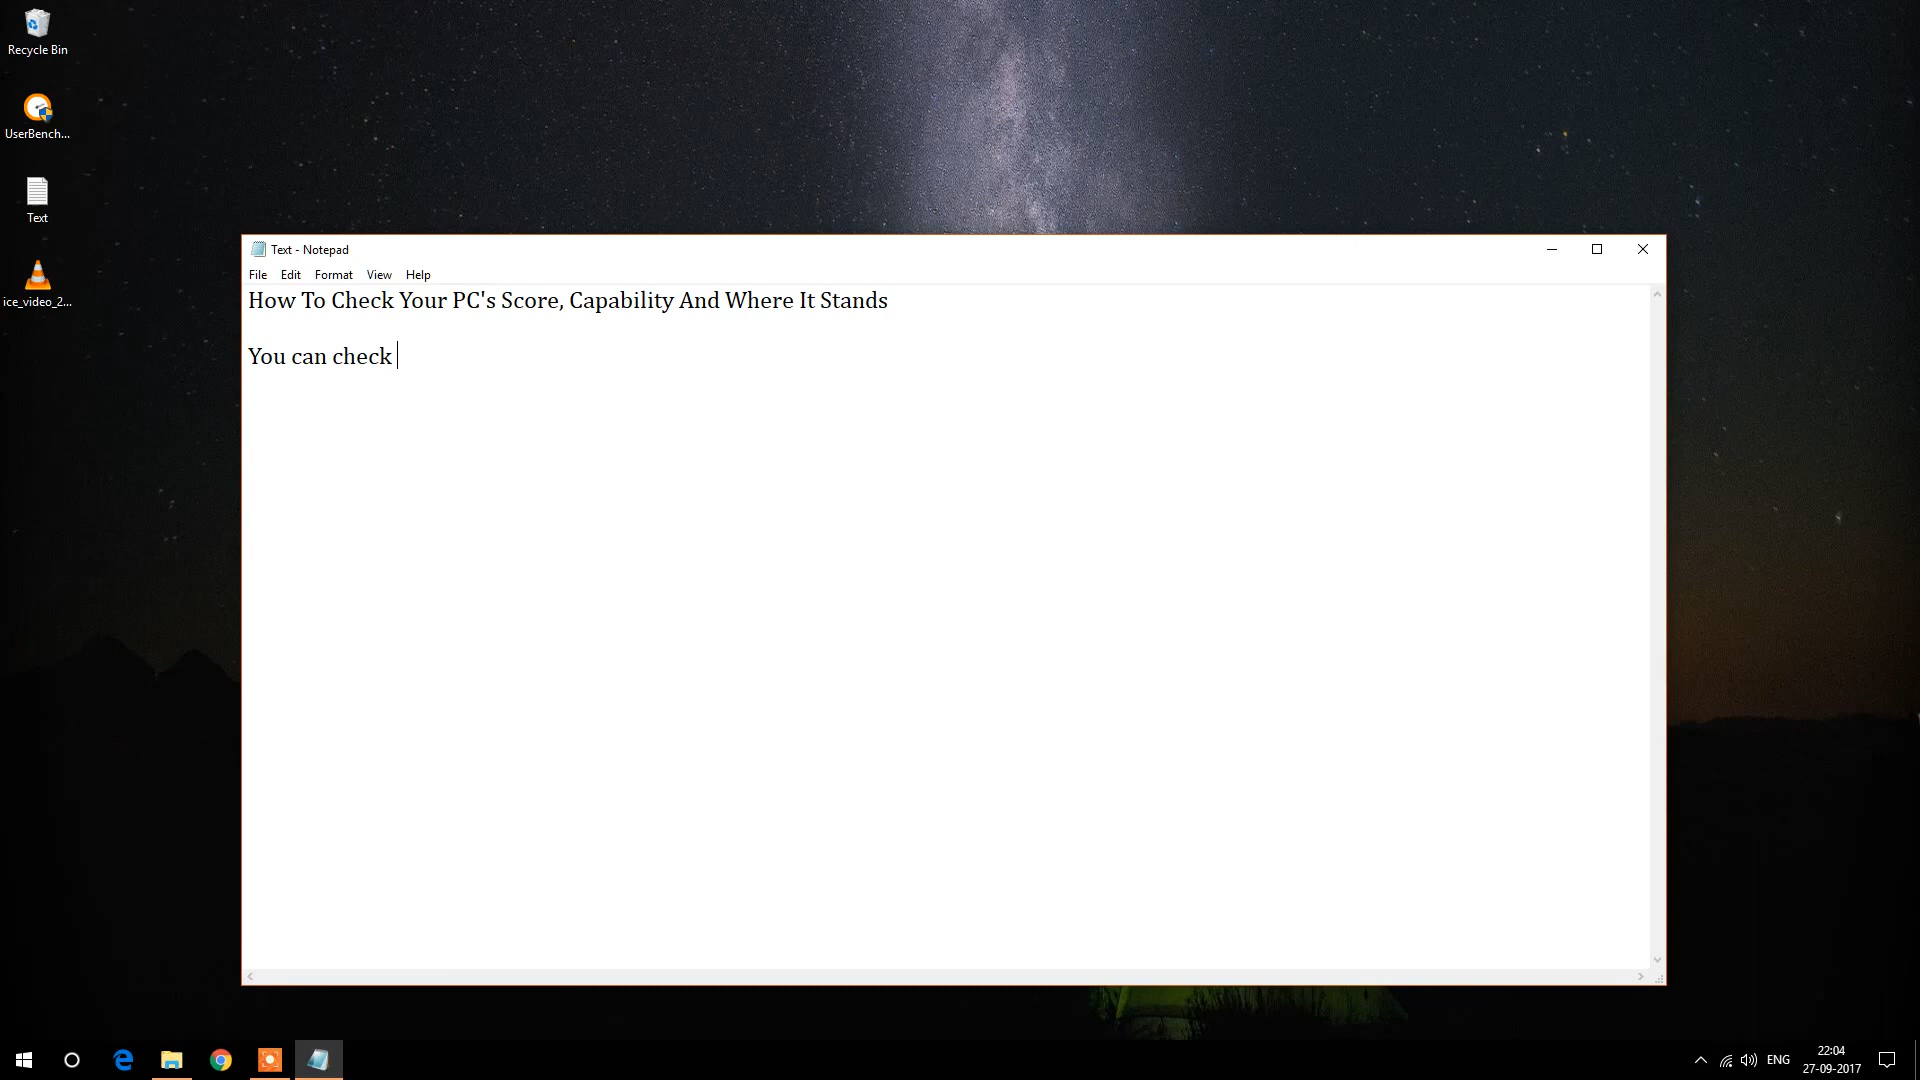 Recycle Bin
UserBench...
Text
ice_video_2...
Text - Notepad
File Edit Format View Help
How To Check Your PC's Score, Capability And Where It Stands
You can check
ENG
22:04
27-09-2017